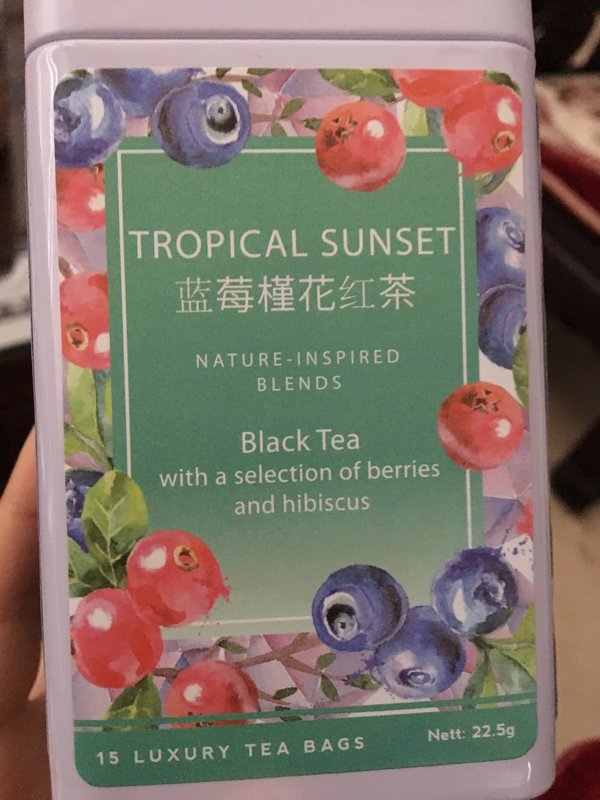 TROPICAL SUNSET
蓝莓槿花红茶
NATURE-INSPIRED
BLENDS
Black Tea
with a selection of berries
and hibiscus
15 LUXURY TEA BAGS
Nett: 22.5g